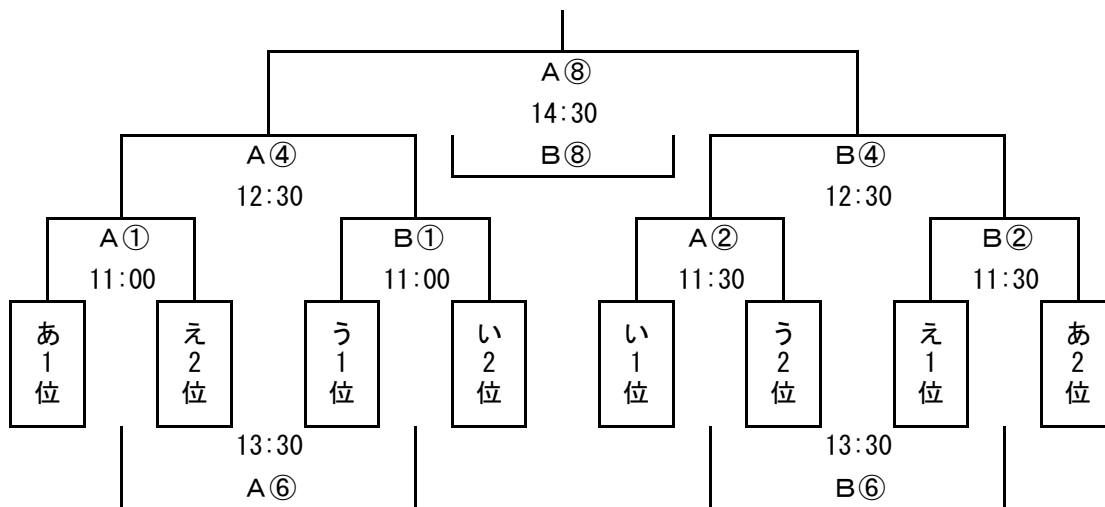 A⑧
14:30
B⑧
A④ B④
12:30 12:30
A① B① A② B②
11:00 11:00 11:30 11:30
あ1位 え2位 う1位 い2位 い1位 う2位 え1位 あ2位
13:30 13:30
A⑥ B⑥